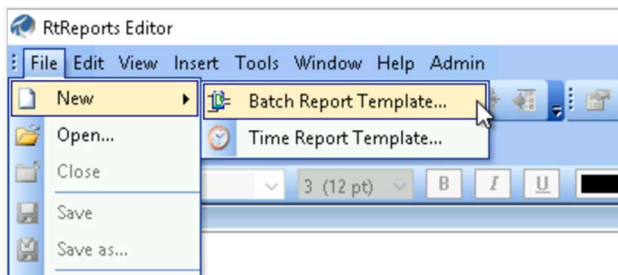 RtReports Editor
File Edit View Insert Tools Window Help Admin
New Batch Report Template...
Open... Time Report Template...
Close 3 (12 pt) B I U
Save
Save as...